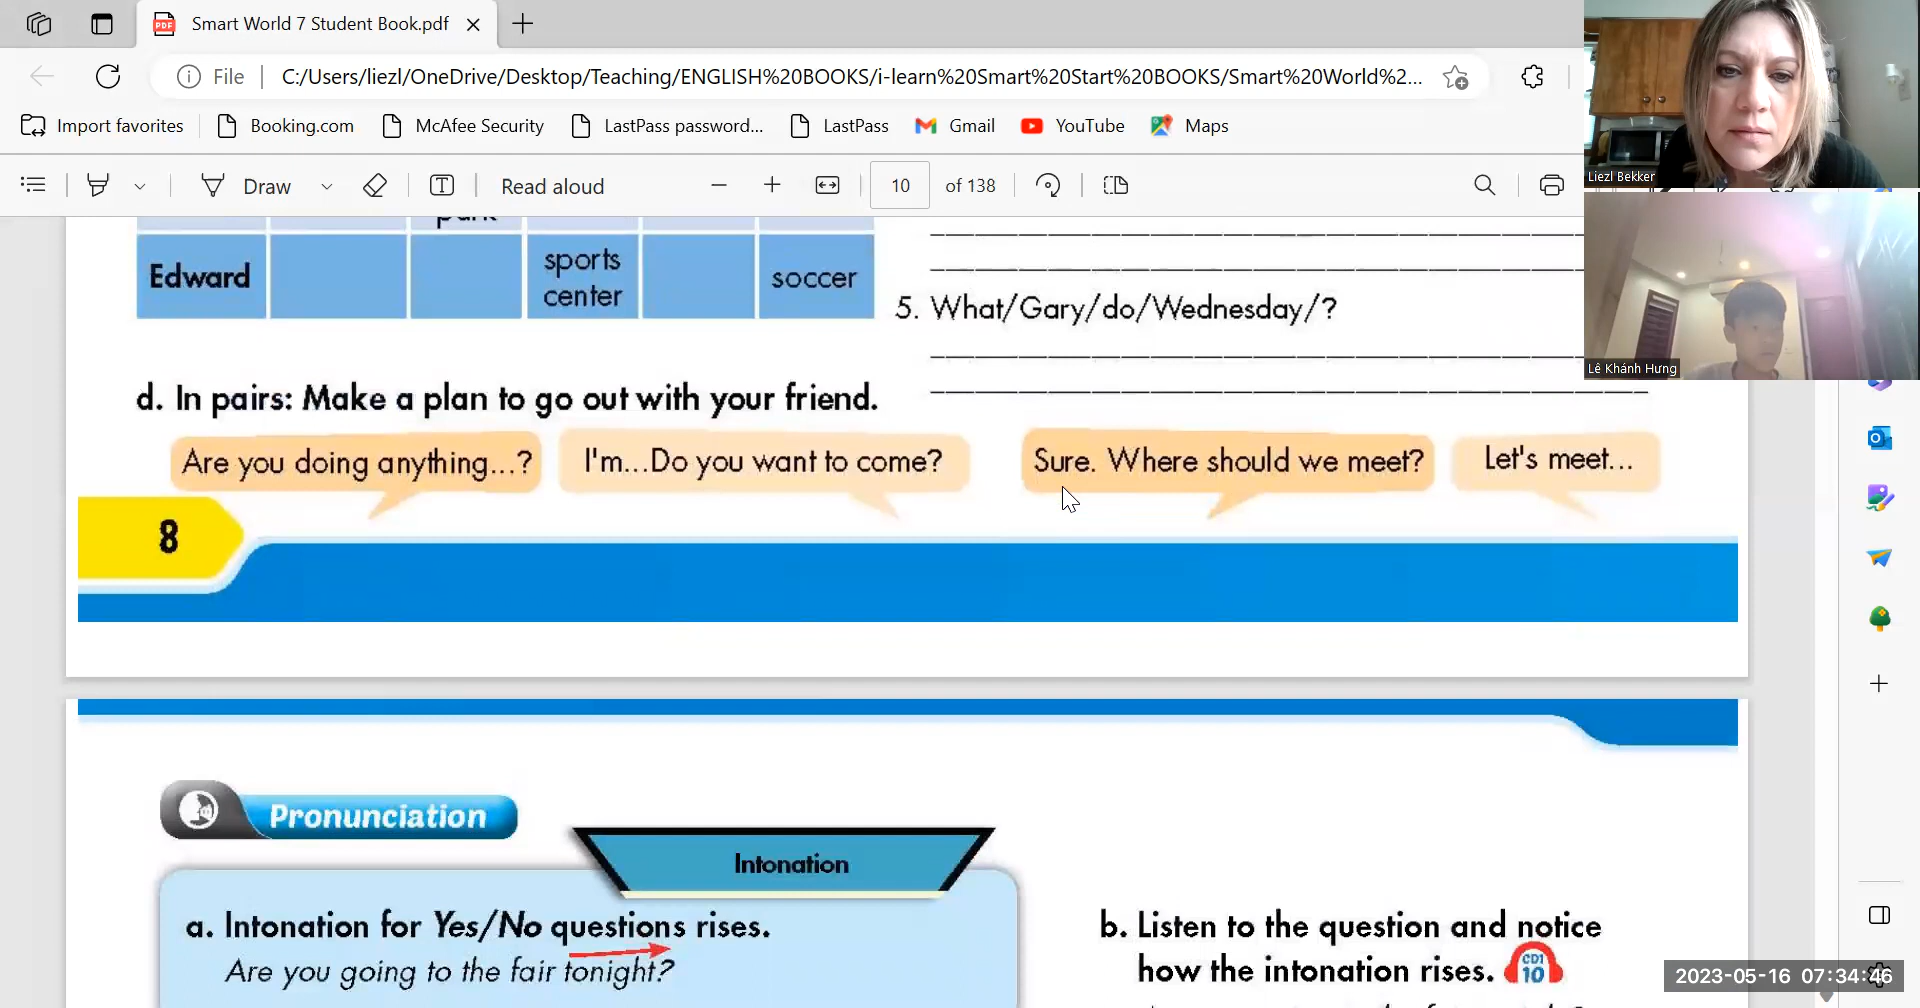 Smart World 7 Student Book.pdf
File
C:/Users/liezl/OneDrive/Desktop/Teaching/ENGLISH%20BOOKS/i-learn%20Smart%20Start%20BOOKS/Smart%20World%2...
Import favorites
Booking.com
McAfee Security
LastPass password...
LastPass
Gmail
YouTube
Maps
Draw
Read aloud
10 of 138
Liezl Bekker
Lê Khánh Hưng
park
Edward
sports
center
soccer
5. What/Gary/do/Wednesday/?
d. In pairs: Make a plan to go out with your friend.
Are you doing anything...?
I'm...Do you want to come?
Sure. Where should we meet?
Let's meet...
8
Pronunciation
Intonation
a. Intonation for Yes/No questions rises.
Are you going to the fair tonight?
b. Listen to the question and notice
how the intonation rises.
CD1
10
2023-05-16 07:34:46